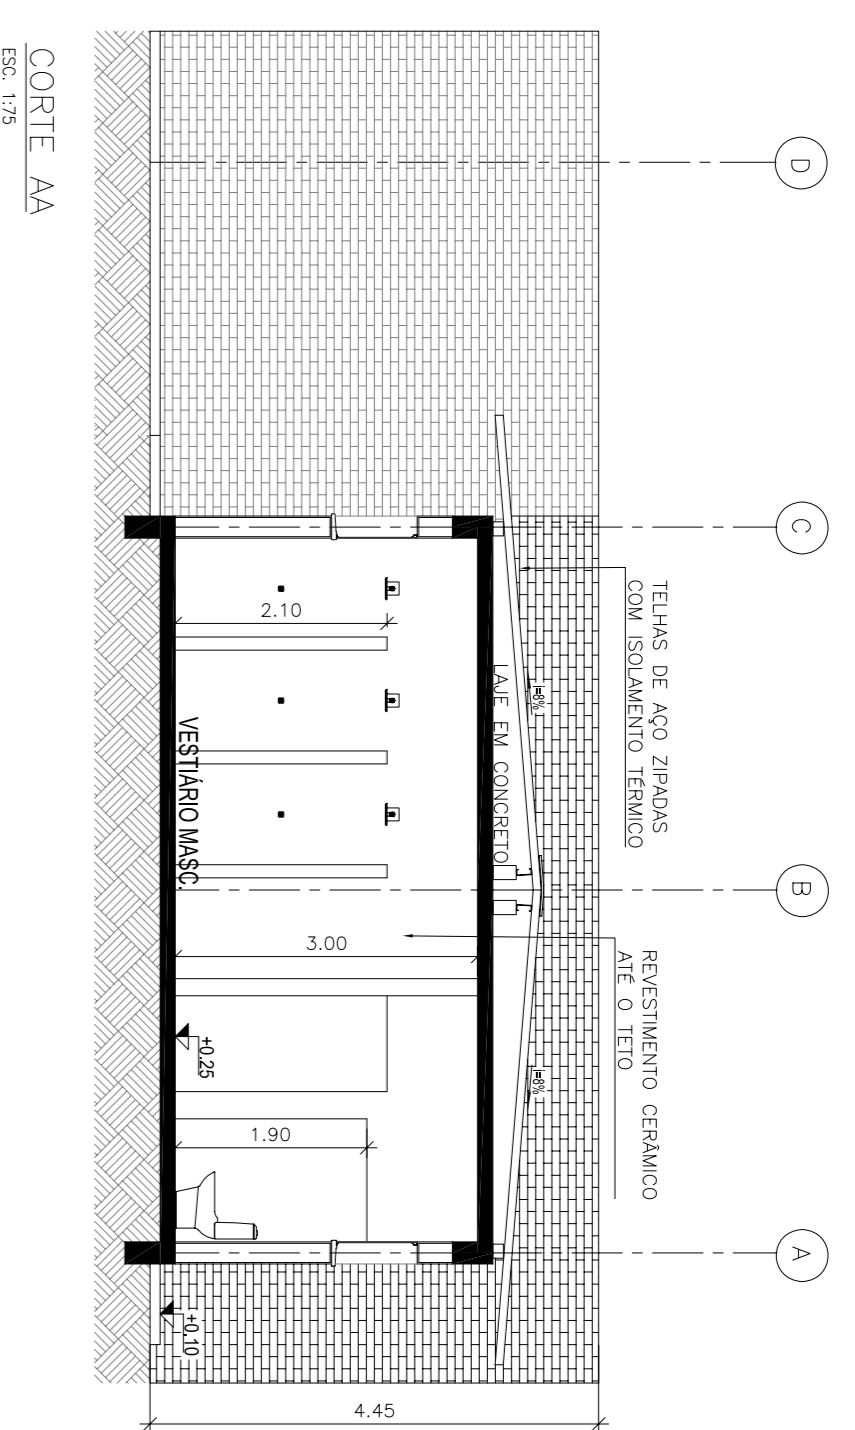 D
C
B
A
TELHAS DE AÇO ZIPADAS
COM ISOLAMENTO TÉRMICO
REVESTIMENTO CERÂMICO
ATÉ O TETO
i=8%
i=8%
LAJE EM CONCRETO
2.10
3.00
1.90
4.45
VESTIÁRIO MASC.
+0.25
+0.10
CORTE AA
ESC. 1:75